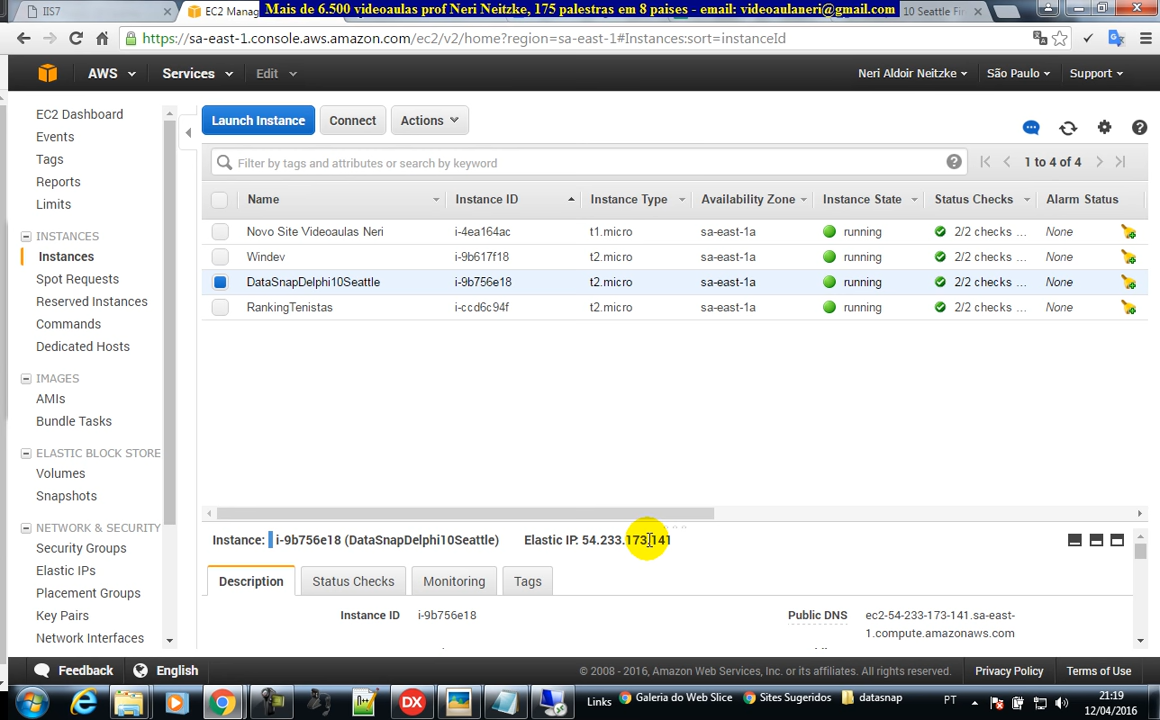 IIS7
EC2 Manag
Mais de 6.500 videoaulas prof Neri Neitzke, 175 palestras em 8 paises - email: videoaulaneri@gmail.com
10 Seattle Fi
https://sa-east-1.console.aws.amazon.com/ec2/v2/home?region=sa-east-1#Instances:sort=instanceId
AWS Services Edit Neri Aldoir Neitzke São Paulo Support
EC2 Dashboard
Events
Tags
Reports
Limits
INSTANCES
Instances
Spot Requests
Reserved Instances
Commands
Dedicated Hosts
IMAGES
AMIs
Bundle Tasks
ELASTIC BLOCK STORE
Volumes
Snapshots
NETWORK & SECURITY
Security Groups
Elastic IPs
Placement Groups
Key Pairs
Network Interfaces
Launch Instance Connect Actions
Filter by tags and attributes or search by keyword
1 to 4 of 4
Name Instance ID Instance Type Availability Zone Instance State Status Checks Alarm Status
Novo Site Videoaulas Neri i-4ea164ac t1.micro sa-east-1a running 2/2 checks ... None
Windev i-9b617f18 t2.micro sa-east-1a running 2/2 checks ... None
DataSnapDelphi10Seattle i-9b756e18 t2.micro sa-east-1a running 2/2 checks ... None
RankingTenistas i-ccd6c94f t2.micro sa-east-1a running 2/2 checks ... None
Instance: i-9b756e18 (DataSnapDelphi10Seattle) Elastic IP: 54.233.173.141
Description Status Checks Monitoring Tags
Instance ID i-9b756e18
Public DNS ec2-54-233-173-141.sa-east-
1.compute.amazonaws.com
Feedback English © 2008 - 2016, Amazon Web Services, Inc. or its affiliates. All rights reserved. Privacy Policy Terms of Use
DX Links Galeria do Web Slice Sites Sugeridos datasnap PT 21:19
12/04/2016